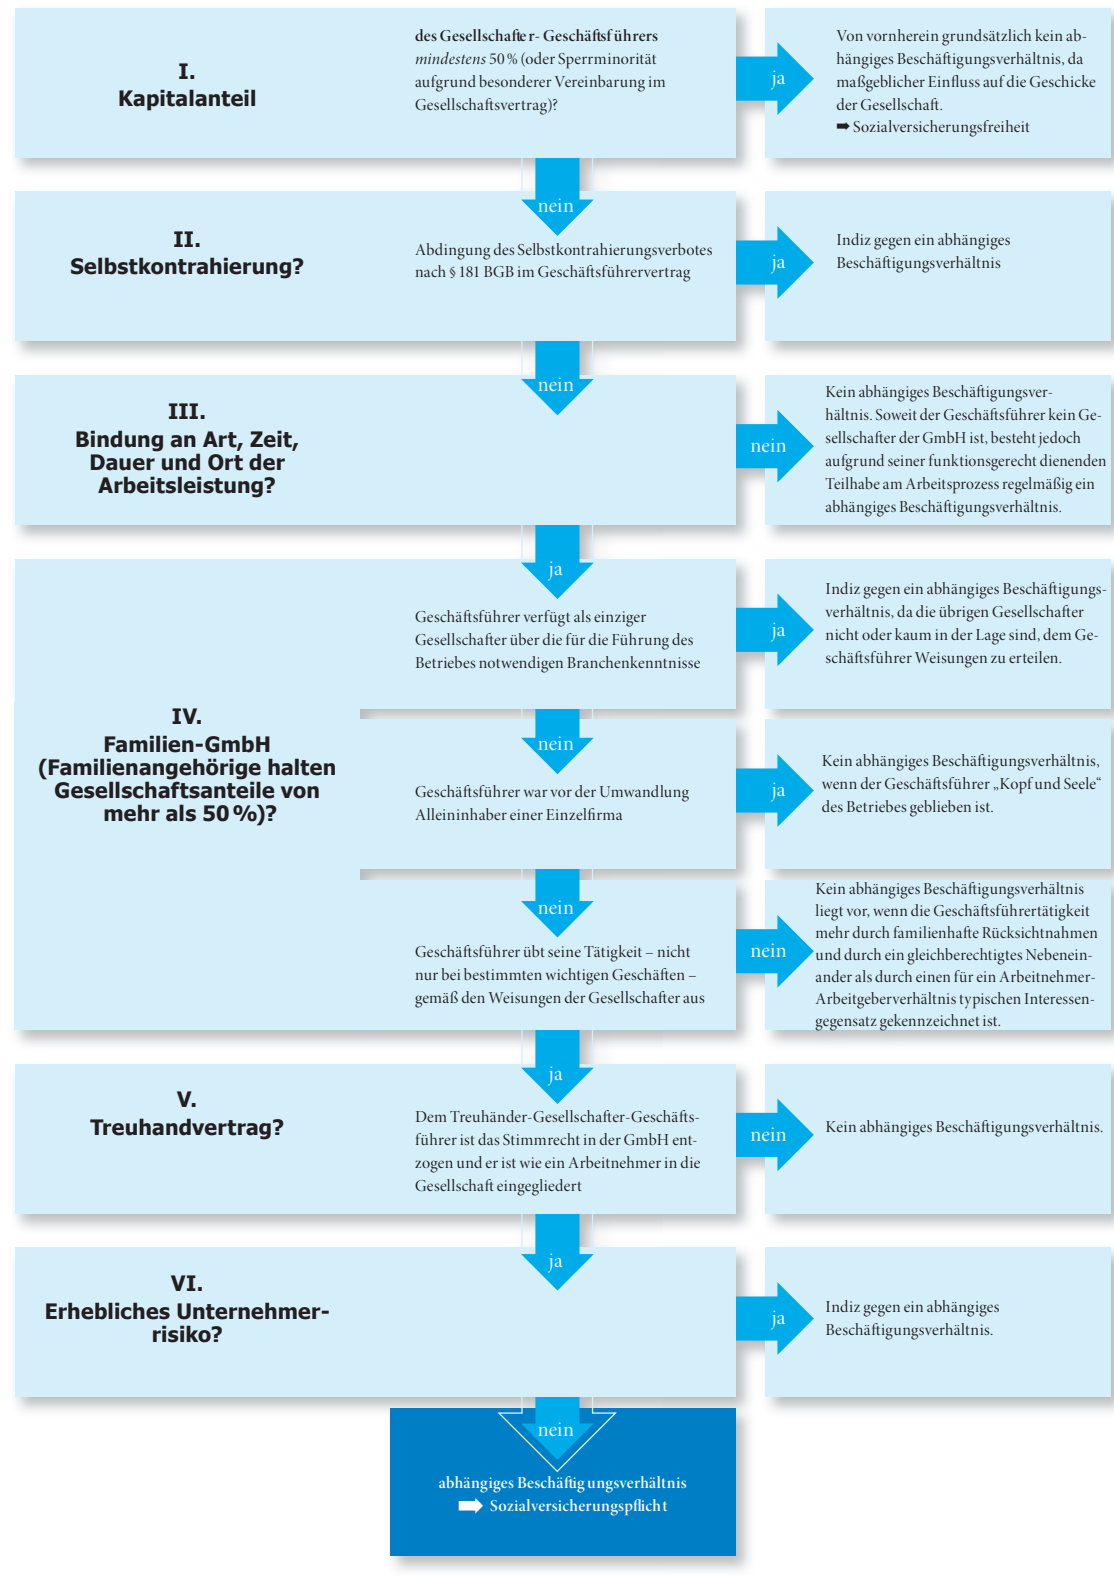 I.
Kapitalanteil
des Gesellschafter-Geschäftsführers
mindestens 50 % (oder Sperrminorität
aufgrund besonderer Vereinbarung im
Gesellschaftsvertrag)?
ja
Von vornherein grundsätzlich kein ab-
hängiges Beschäftigungsverhältnis, da
maßgeblicher Einfluss auf die Geschicke
der Gesellschaft.
➡ Sozialversicherungsfreiheit
nein
II.
Selbstkontrahierung?
Abdingung des Selbstkontrahierungsverbotes
nach § 181 BGB im Geschäftsführervertrag
ja
Indiz gegen ein abhängiges
Beschäftigungsverhältnis
nein
III.
Bindung an Art, Zeit,
Dauer und Ort der
Arbeitsleistung?
nein
Kein abhängiges Beschäftigungsver-
hältnis. Soweit der Geschäftsführer kein Ge-
sellschafter der GmbH ist, besteht jedoch
aufgrund seiner funktionsgerecht dienenden
Teilhabe am Arbeitsprozess regelmäßig ein
abhängiges Beschäftigungsverhältnis.
ja
IV.
Familien-GmbH
(Familienangehörige halten
Gesellschaftsanteile von
mehr als 50 %)?
Geschäftsführer verfügt als einziger
Gesellschafter über die für die Führung des
Betriebes notwendigen Branchenkenntnisse
ja
Indiz gegen ein abhängiges Beschäftigungs-
verhältnis, da die übrigen Gesellschafter
nicht oder kaum in der Lage sind, dem Ge-
schäftsführer Weisungen zu erteilen.
nein
Geschäftsführer war vor der Umwandlung
Alleininhaber einer Einzelfirma
ja
Kein abhängiges Beschäftigungsverhältnis,
wenn der Geschäftsführer „Kopf und Seele“
des Betriebes geblieben ist.
nein
Geschäftsführer übt seine Tätigkeit – nicht
nur bei bestimmten wichtigen Geschäften –
gemäß den Weisungen der Gesellschafter aus
nein
Kein abhängiges Beschäftigungsverhältnis
liegt vor, wenn die Geschäftsführertätigkeit
mehr durch familienhafte Rücksichtnahmen
und durch ein gleichberechtigtes Nebenein-
ander als durch einen für ein Arbeitnehmer-
Arbeitgeberverhältnis typischen Interessen-
gegensatz gekennzeichnet ist.
ja
V.
Treuhandvertrag?
Dem Treuhänder-Gesellschafter-Geschäfts-
führer ist das Stimmrecht in der GmbH ent-
zogen und er ist wie ein Arbeitnehmer in die
Gesellschaft eingegliedert
nein
Kein abhängiges Beschäftigungsverhältnis.
ja
VI.
Erhebliches Unternehmer-
risiko?
ja
Indiz gegen ein abhängiges
Beschäftigungsverhältnis.
nein
abhängiges Beschäftigungsverhältnis
➡ Sozialversicherungspflicht